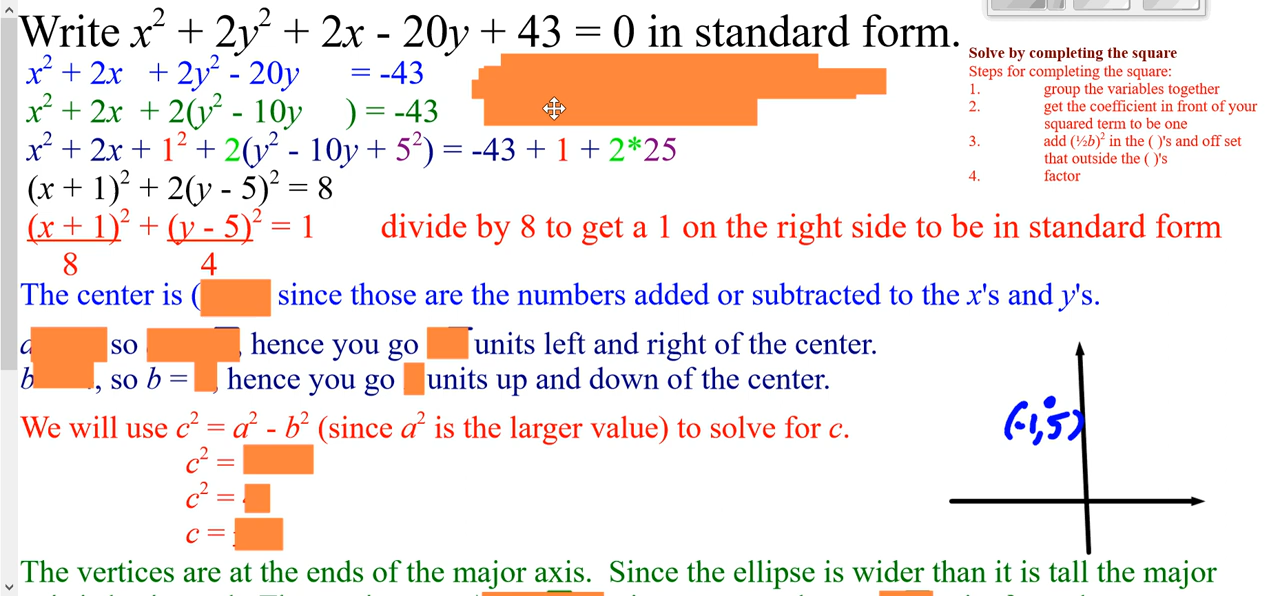 Write x² + 2y² + 2x - 20y + 43 = 0 in standard form.
x² + 2x + 2y² - 20y = -43
x² + 2x + 2(y² - 10y ) = -43
x² + 2x + 1² + 2(y² - 10y + 5²) = -43 + 1 + 2*25
(x + 1)² + 2(y - 5)² = 8
(x + 1)² + (y - 5)² = 1 divide by 8 to get a 1 on the right side to be in standard form
8 4
The center is ( since those are the numbers added or subtracted to the x's and y's.
a so , hence you go units left and right of the center.
b , so b = , hence you go units up and down of the center.
We will use c² = a² - b² (since a² is the larger value) to solve for c.
c² =
c² =
c =
The vertices are at the ends of the major axis. Since the ellipse is wider than it is tall the major
Solve by completing the square
Steps for completing the square:
1. group the variables together
2. get the coefficient in front of your
squared term to be one
3. add (½b)² in the ( )'s and off set
that outside the ( )'s
4. factor
(-1,5)